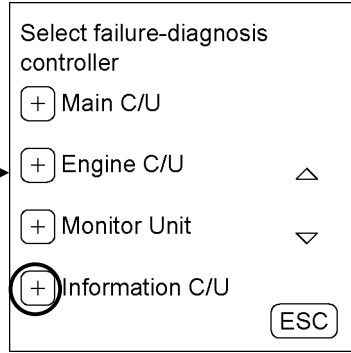 Select failure-diagnosis
controller
+ Main C/U
+ Engine C/U
+ Monitor Unit
+ Information C/U
ESC